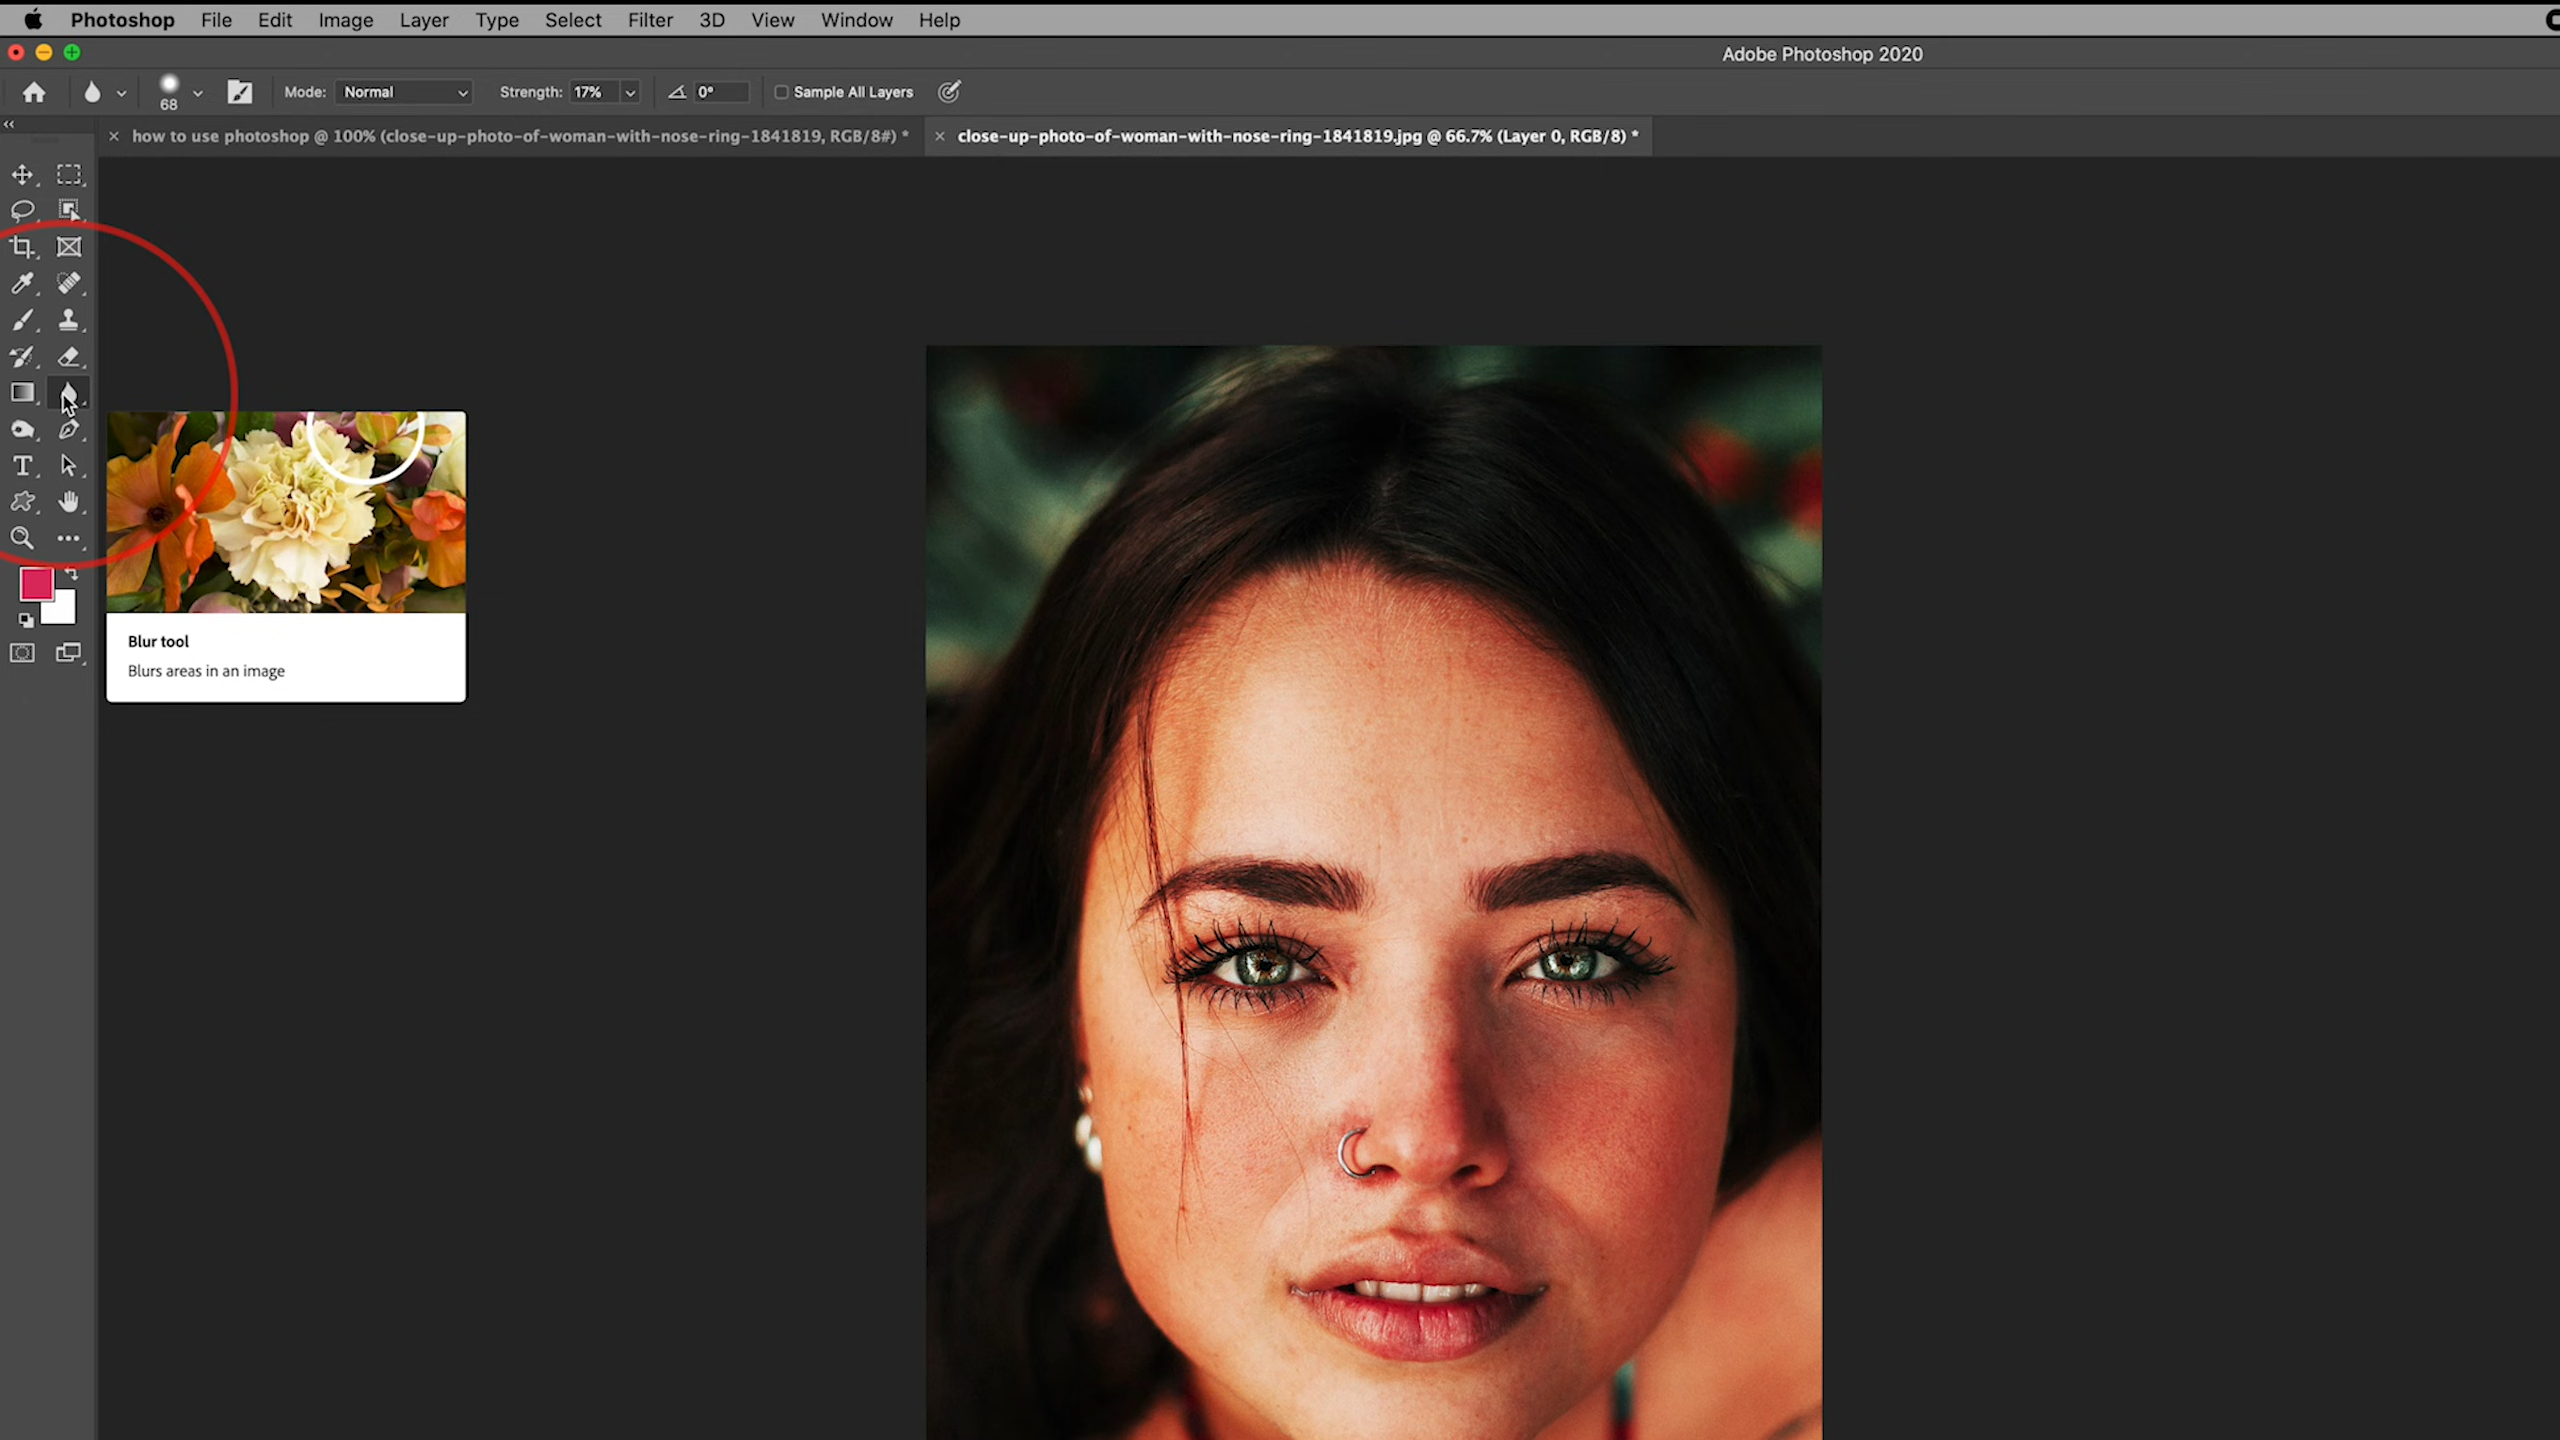 Photoshop File Edit Image Layer Type Select Filter 3D View Window Help
Adobe Photoshop 2020
68 Mode: Normal Strength: 17% 0° Sample All Layers
how to use photoshop @ 100% (close-up-photo-of-woman-with-nose-ring-1841819, RGB/8#) *
close-up-photo-of-woman-with-nose-ring-1841819.jpg @ 66.7% (Layer 0, RGB/8) *
Blur tool
Blurs areas in an image